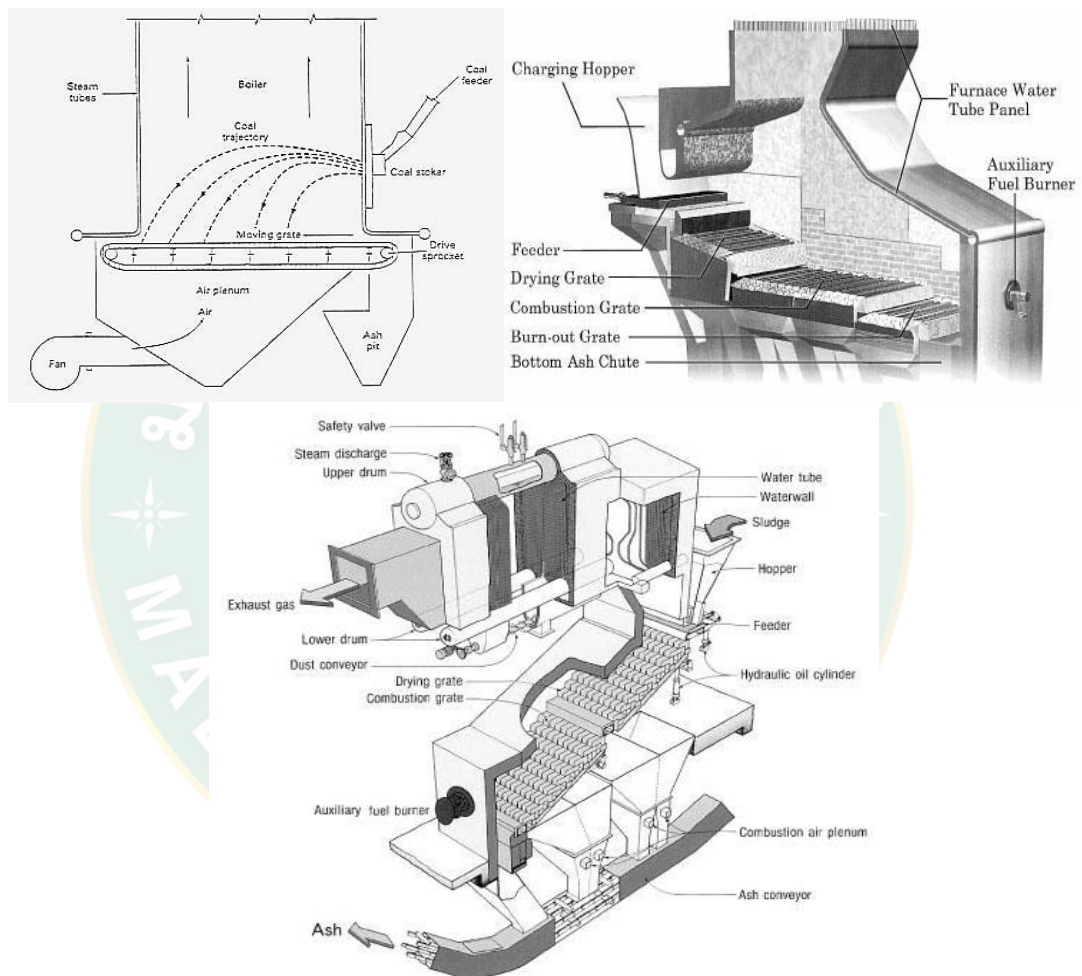 Steam
tubes
Boiler
Coal
feeder
Coal
trajectory
Coal stoker
Moving grate
Drive
sprocket
Air plenum
Air
Fan
Ash
pit
Charging Hopper
Furnace Water
Tube Panel
Auxiliary
Fuel Burner
Feeder
Drying Grate
Combustion Grate
Burn-out Grate
Bottom Ash Chute
Safety valve
Steam discharge
Upper drum
Water tube
Waterwall
Sludge
Hopper
Exhaust gas
Feeder
Lower drum
Dust conveyor
Hydraulic oil cylinder
Drying grate
Combustion grate
Auxiliary fuel burner
Combustion air plenum
Ash conveyor
Ash
MA